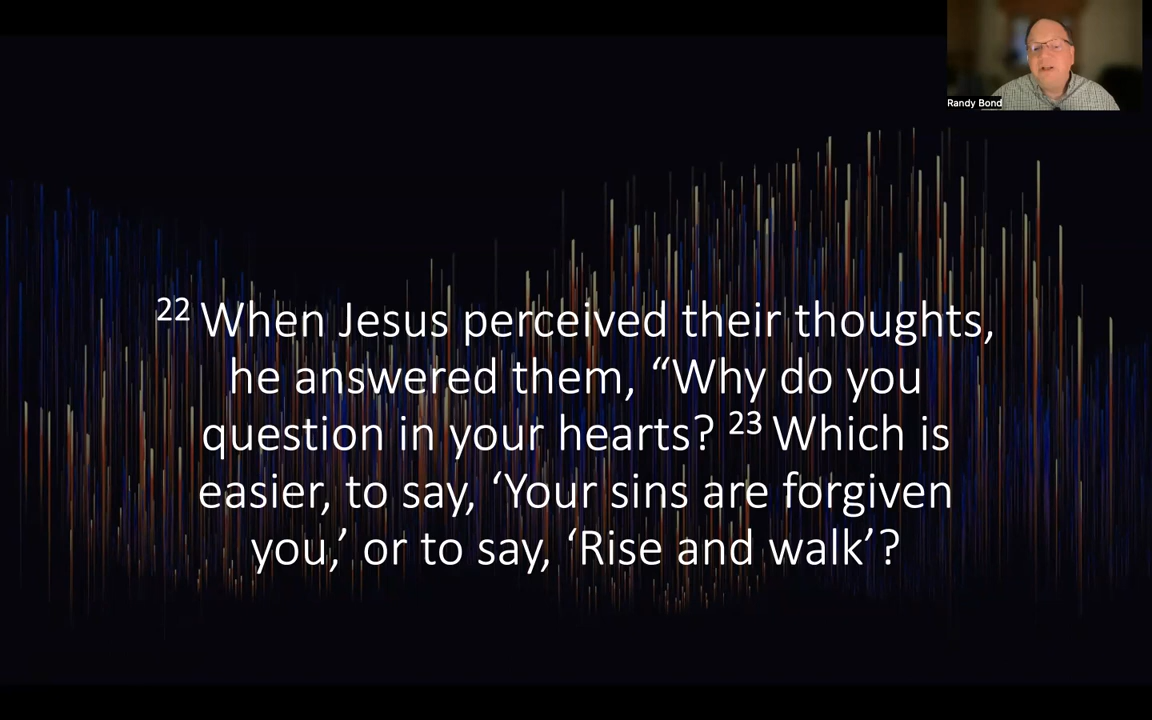 Randy Bond
22 When Jesus perceived their thoughts,
he answered them, “Why do you
question in your hearts? 23 Which is
easier, to say, ‘Your sins are forgiven
you,’ or to say, ‘Rise and walk’?